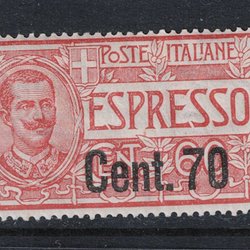 POSTE ITALIANE
ESPRESSO
Cent. 70